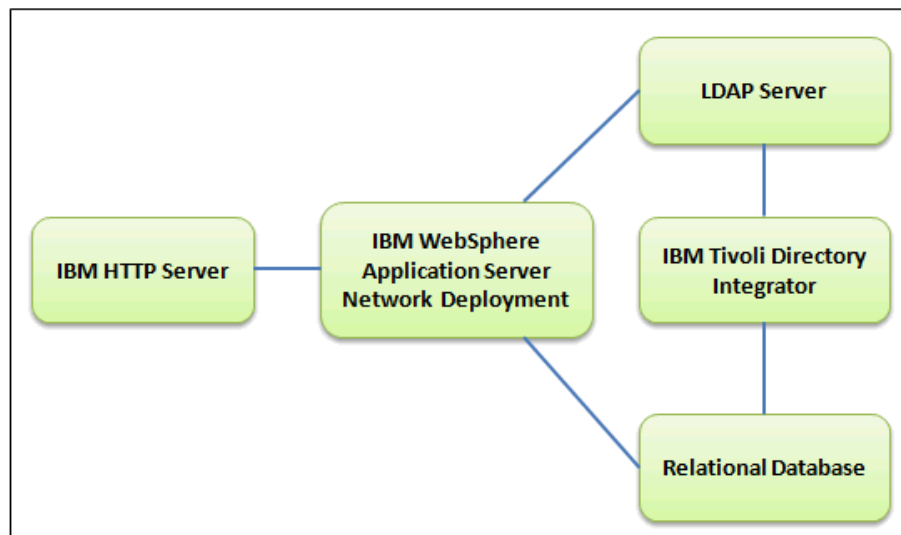 LDAP Server
IBM HTTP Server
IBM WebSphere
Application Server
Network Deployment
IBM Tivoli Directory
Integrator
Relational Database